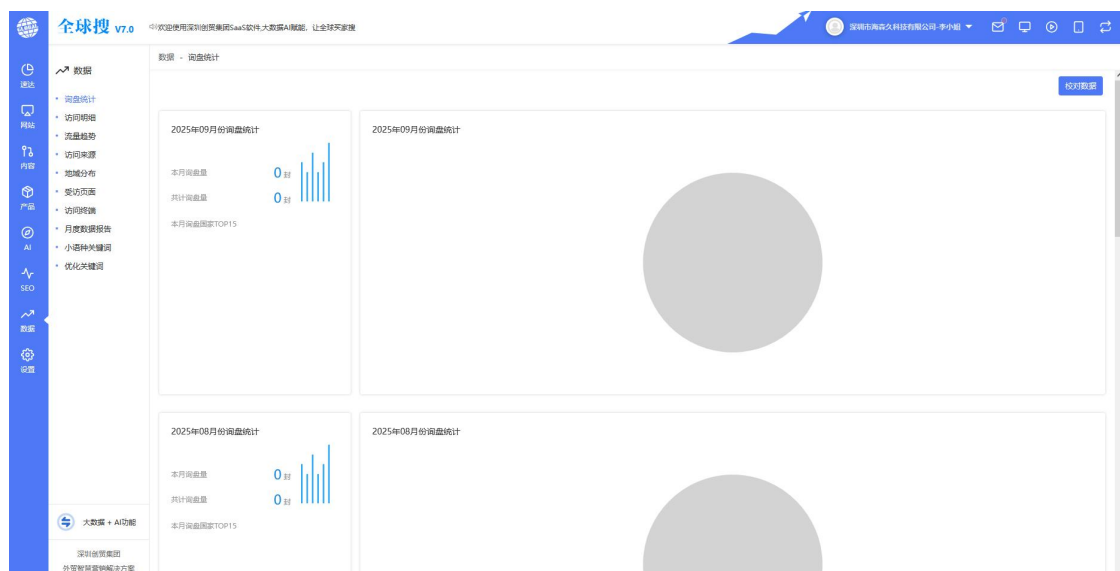 全球搜 V7.0
欢迎使用深圳创贸集团SaaS软件,大数据AI赋能，让全球买家搜
深圳市海森久科技有限公司-李小姐
速达
网站
内容
产品
AI
SEO
数据
设置
数据
询盘统计
访问明细
流量趋势
访问来源
地域分布
受访页面
访问终端
月度数据报告
小语种关键词
优化关键词
大数据 + AI功能
深圳创贸集团
外贸智慧营销解决方案
数据 - 询盘统计
校对数据
2025年09月份询盘统计
本月询盘量 0 封
共计询盘量 0 封
本月询盘国家TOP15
2025年09月份询盘统计
2025年08月份询盘统计
本月询盘量 0 封
共计询盘量 0 封
本月询盘国家TOP15
2025年08月份询盘统计